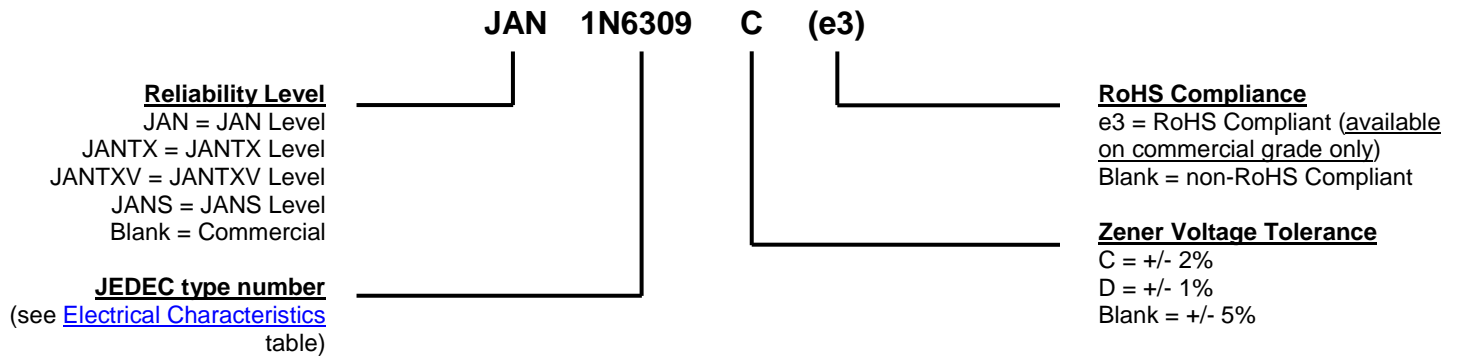 JAN 1N6309 C (e3)
Reliability Level
JAN = JAN Level
JANTX = JANTX Level
JANTXV = JANTXV Level
JANS = JANS Level
Blank = Commercial
JEDEC type number
(see Electrical Characteristics
table)
RoHS Compliance
e3 = RoHS Compliant (available
on commercial grade only)
Blank = non-RoHS Compliant
Zener Voltage Tolerance
C = +/- 2%
D = +/- 1%
Blank = +/- 5%